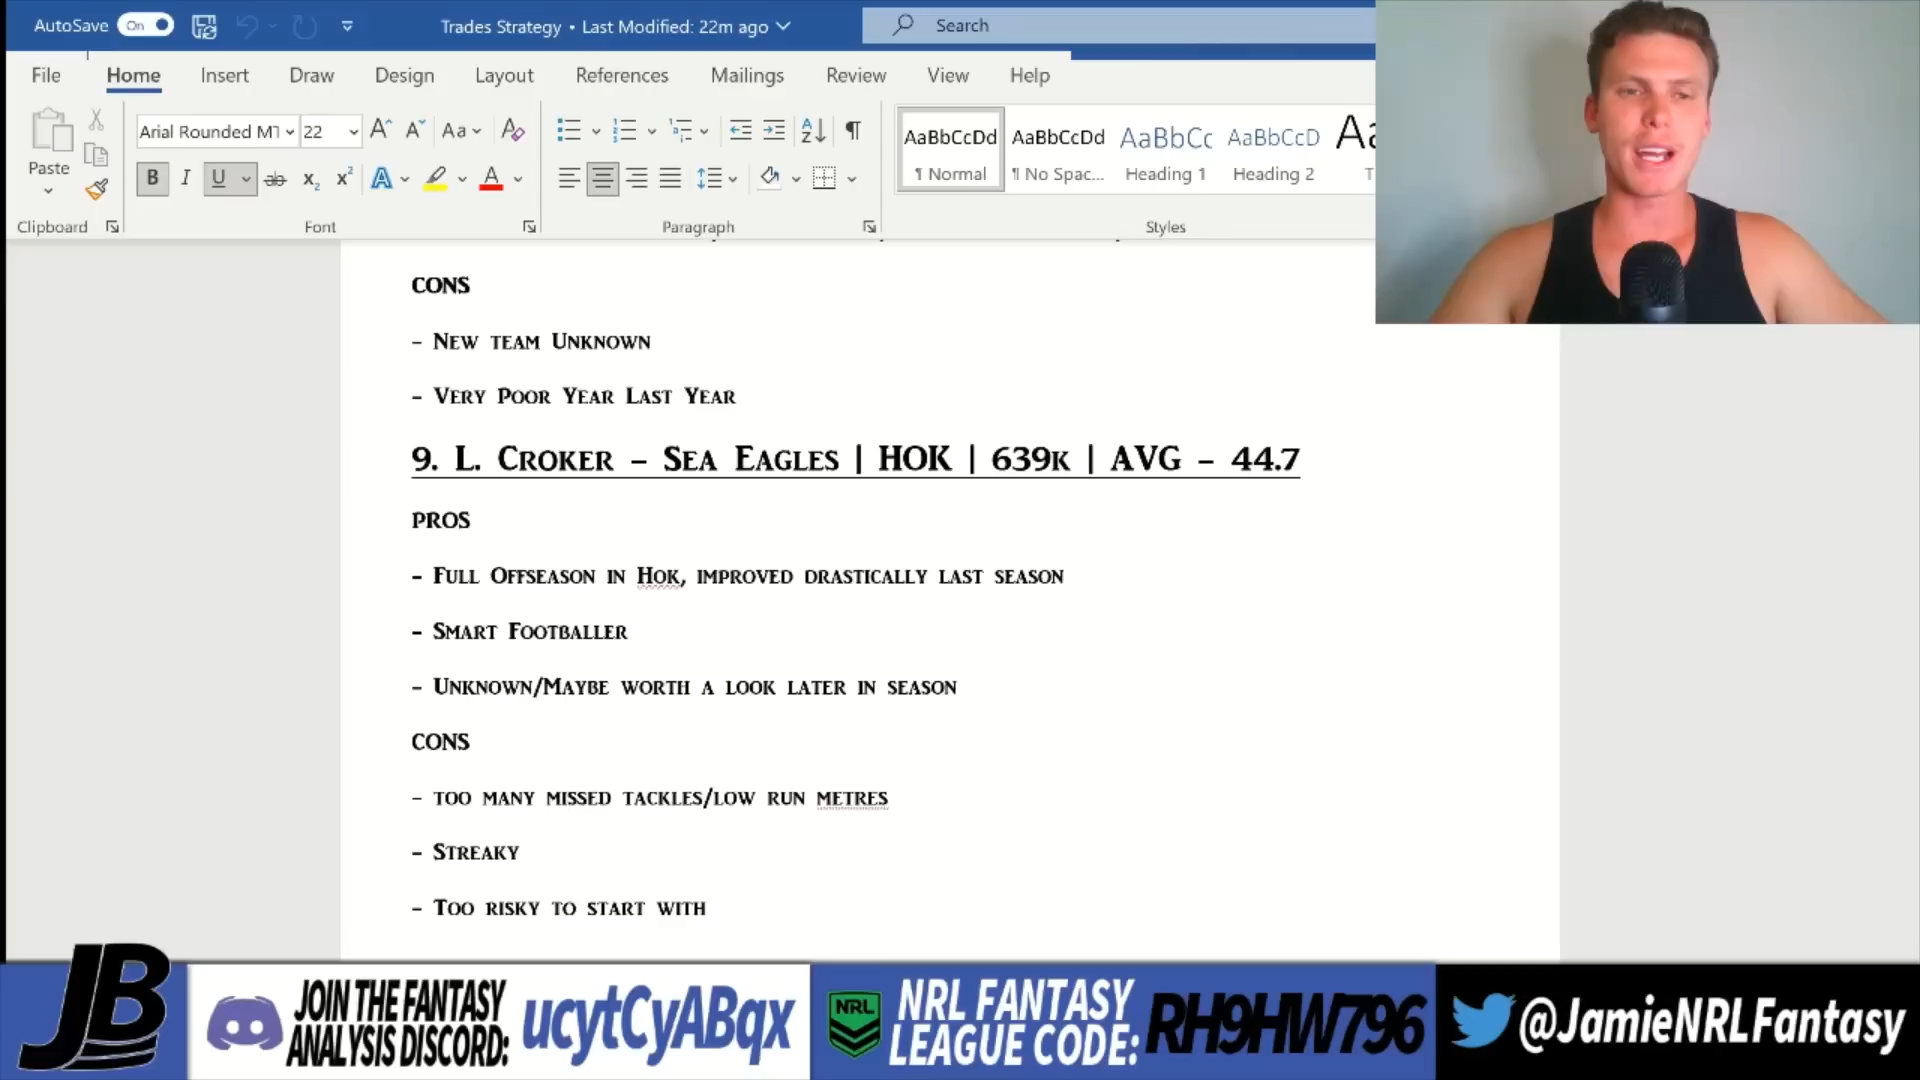 AutoSave On Trades Strategy • Last Modified: 22m ago Search
File Home Insert Draw Design Layout References Mailings Review View Help
Paste Arial Rounded MT 22 Aa AaBbCcDd AaBbCcDd AaBbCc AaBbCcD
¶ Normal ¶ No Spac... Heading 1 Heading 2
Clipboard Font Paragraph Styles
CONS
- New team Unknown
- Very Poor Year Last Year
9. L. Croker – Sea Eagles | HOK | 639k | AVG – 44.7
PROS
- Full Offseason in Hok, improved drastically last season
- Smart Footballer
- Unknown/Maybe worth a look later in season
CONS
- too many missed tackles/low run metres
- Streaky
- Too risky to start with
JB
JOIN THE FANTASY
ANALYSIS DISCORD:
ucytCyABqx
NRL
NRL FANTASY
LEAGUE CODE:
RH9HW796
@JamieNRLFantasy